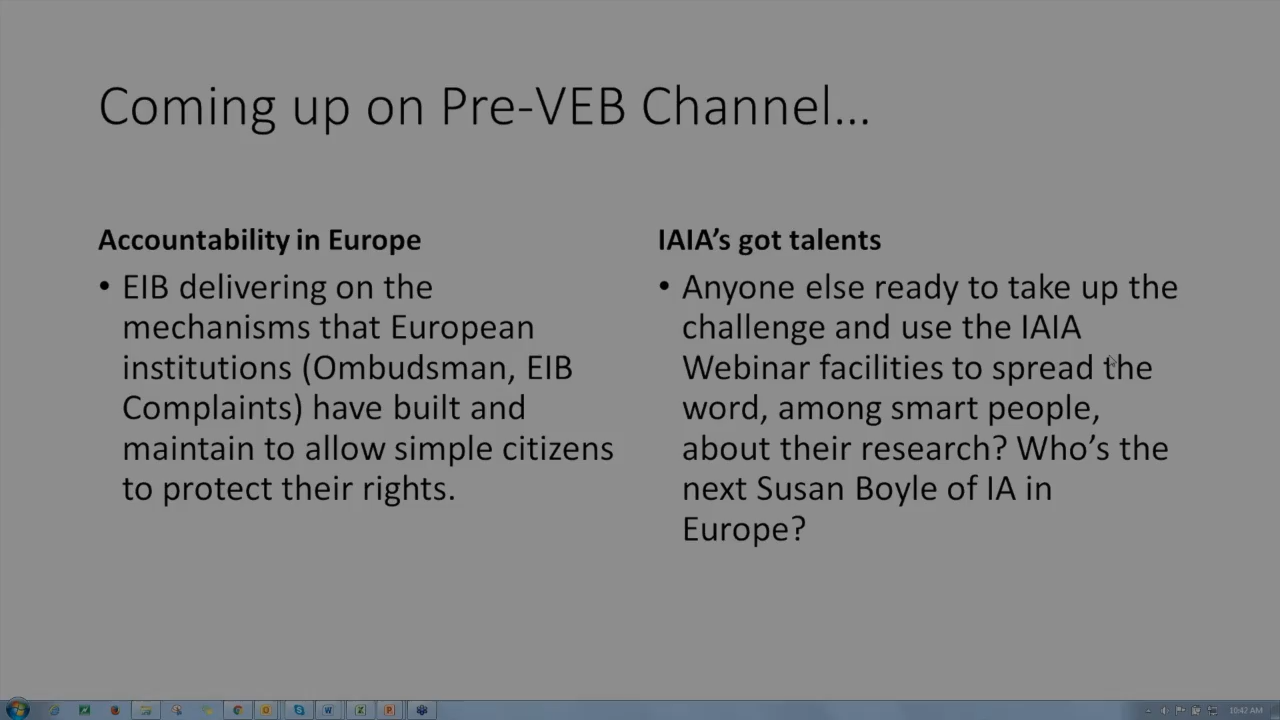 Coming up on Pre-VEB Channel...
Accountability in Europe
• EIB delivering on the
mechanisms that European
institutions (Ombudsman, EIB
Complaints) have built and
maintain to allow simple citizens
to protect their rights.
IAIA’s got talents
• Anyone else ready to take up the
challenge and use the IAIA
Webinar facilities to spread the
word, among smart people,
about their research? Who’s the
next Susan Boyle of IA in
Europe?
10:42 AM